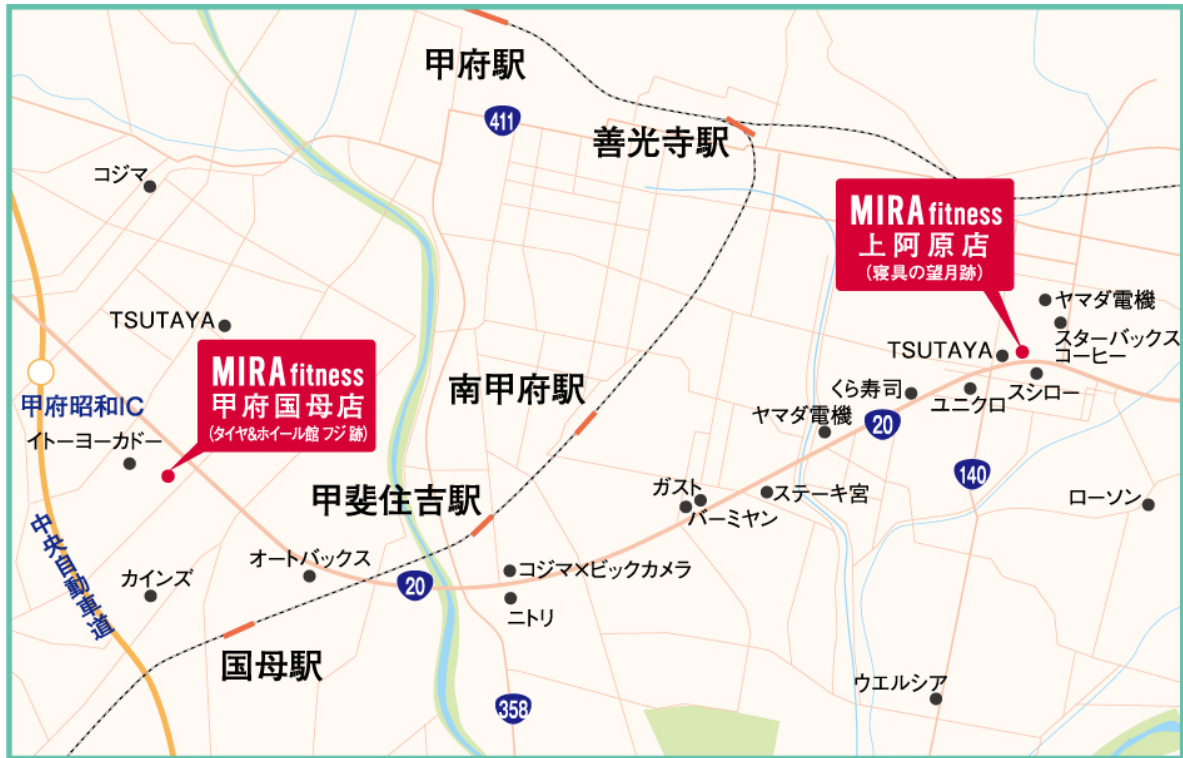 甲府駅
411
善光寺駅
コジマ
MIRA fitness
上阿原店
(寝具の望月跡)
ヤマダ電機
スターバックス
コーヒー
TSUTAYA
TSUTAYA
MIRA fitness
甲府国母店
(タイヤ&ホイール館 フジ 跡)
甲府昭和IC
南甲府駅
スシロー
くら寿司
ユニクロ
ヤマダ電機
20
イトーヨーカドー
140
甲斐住吉駅
ガスト
バーミヤン
ステーキ宮
ローソン
中央自動車道
オートバックス
カインズ
20
コジマ×ビックカメラ
ニトリ
国母駅
ウエルシア
358